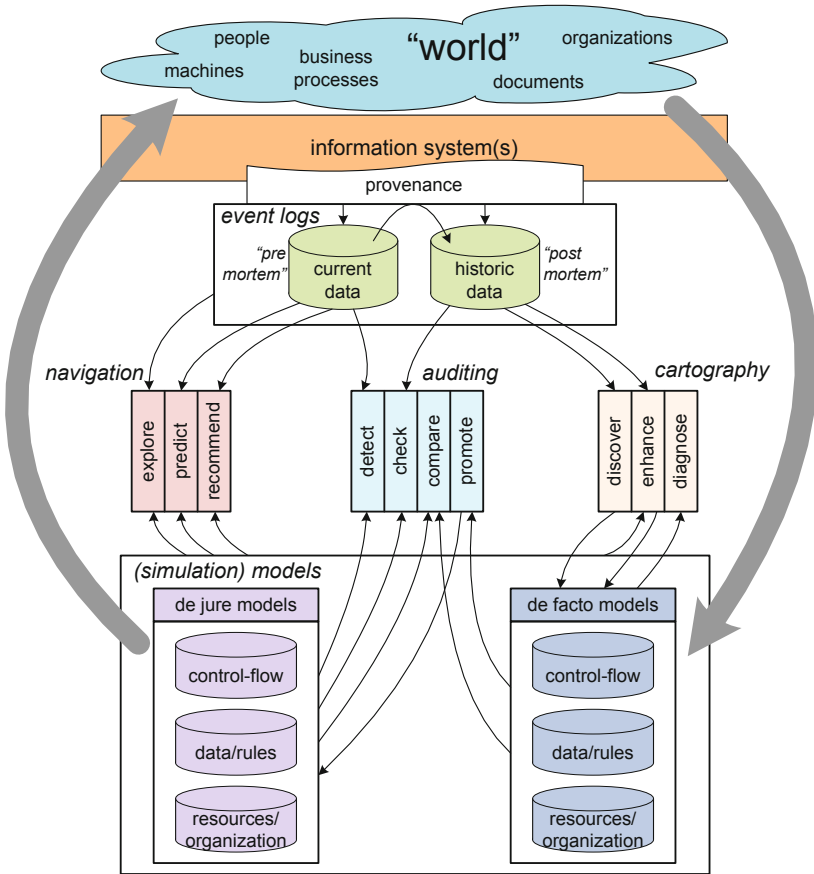 people
business
processes
"world"
organizations
machines
documents
information system(s)
provenance
event logs
"pre
mortem"
current
data
historic
data
"post
mortem"
navigation
auditing
cartography
explore
predict
recommend
detect
check
compare
promote
discover
enhance
diagnose
(simulation) models
de jure models
control-flow
data/rules
resources/
organization
de facto models
control-flow
data/rules
resources/
organization